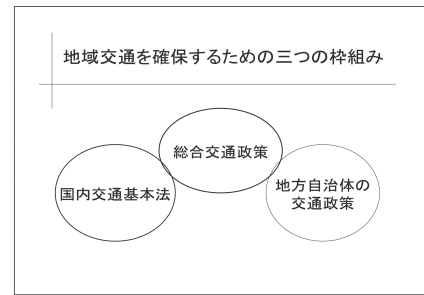 地域交通を確保するための三つの枠組み
総合交通政策
国内交通基本法
地方自治体の
交通政策